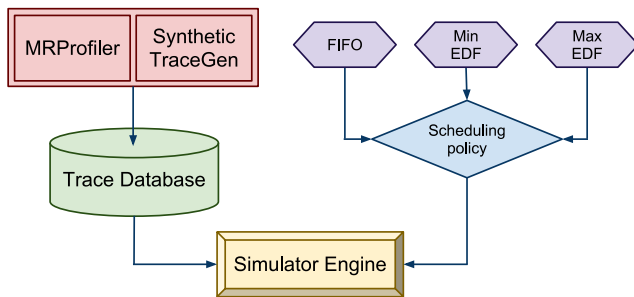 MRProfiler
Synthetic
TraceGen
FIFO
Min
EDF
Max
EDF
Scheduling
policy
Trace Database
Simulator Engine